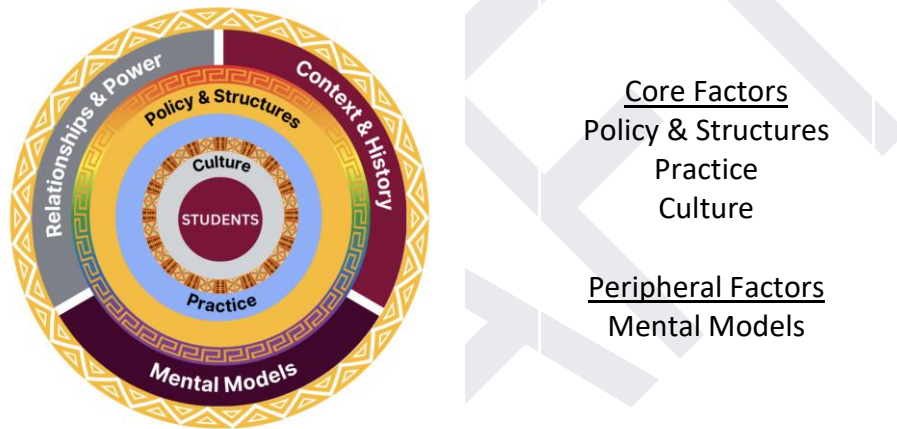 Relationships & Power
Context & History
Policy & Structures
Culture
STUDENTS
Practice
Mental Models
Core Factors
Policy & Structures
Practice
Culture
Peripheral Factors
Mental Models